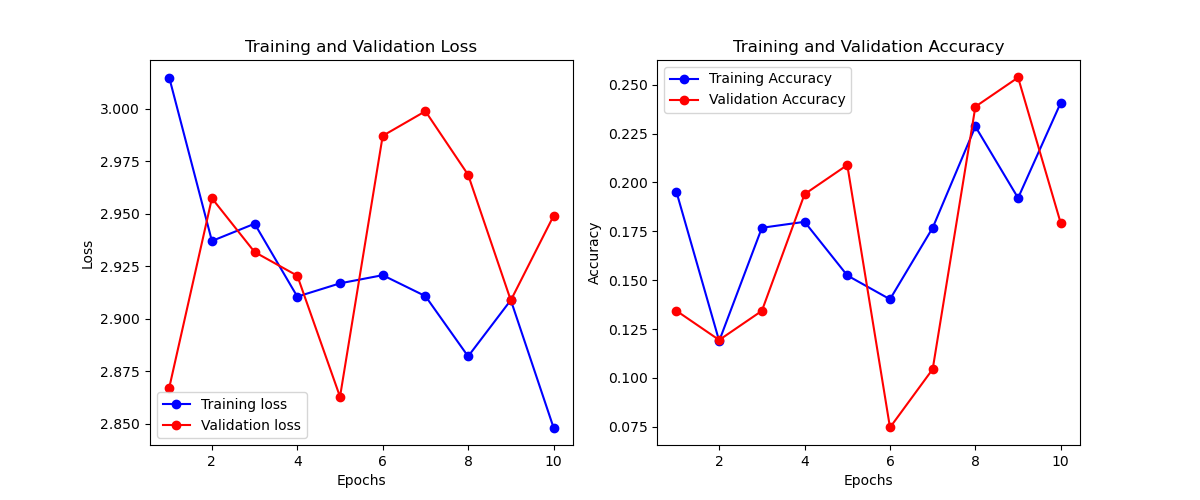 Training and Validation Loss
3.000
2.975
2.950
2.925
2.900
2.875
2.850
Loss
Training loss
Validation loss
2 4 6 8 10
Epochs
Training and Validation Accuracy
Training Accuracy
Validation Accuracy
0.250
0.225
0.200
0.175
0.150
0.125
0.100
0.075
Accuracy
2 4 6 8 10
Epochs